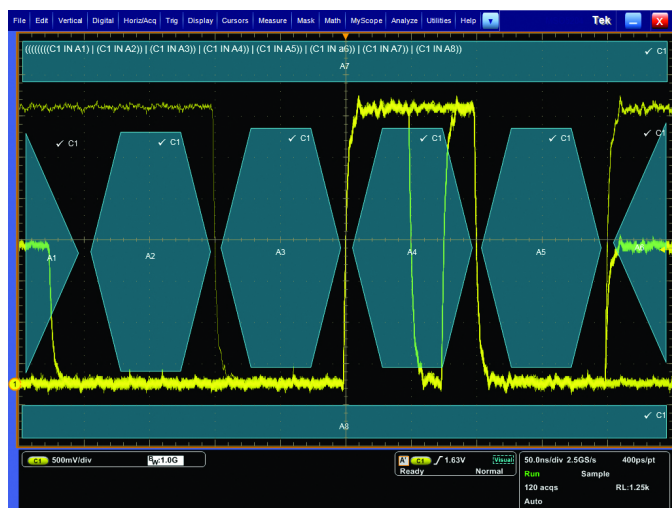 File Edit Vertical Digital Horiz/Acq Trig Display Cursors Measure Mask Math MyScope Analyze Utilities Help Tek X
((((((((C1 IN A1) | (C1 IN A2)) | (C1 IN A3)) | (C1 IN A4)) | (C1 IN A5)) | (C1 IN a6)) | (C1 IN A7)) | (C1 IN A8))
C1
A7
C1 C1 C1 C1 C1 C1
A1 A2 A3 A4 A5
1
C1
A8
C1 500mV/div BW:1.0G
A' C1 1.63V Visual
Ready Normal
50.0ns/div 2.5GS/s 400ps/pt
Run Sample
120 acqs RL:1.25k
Auto